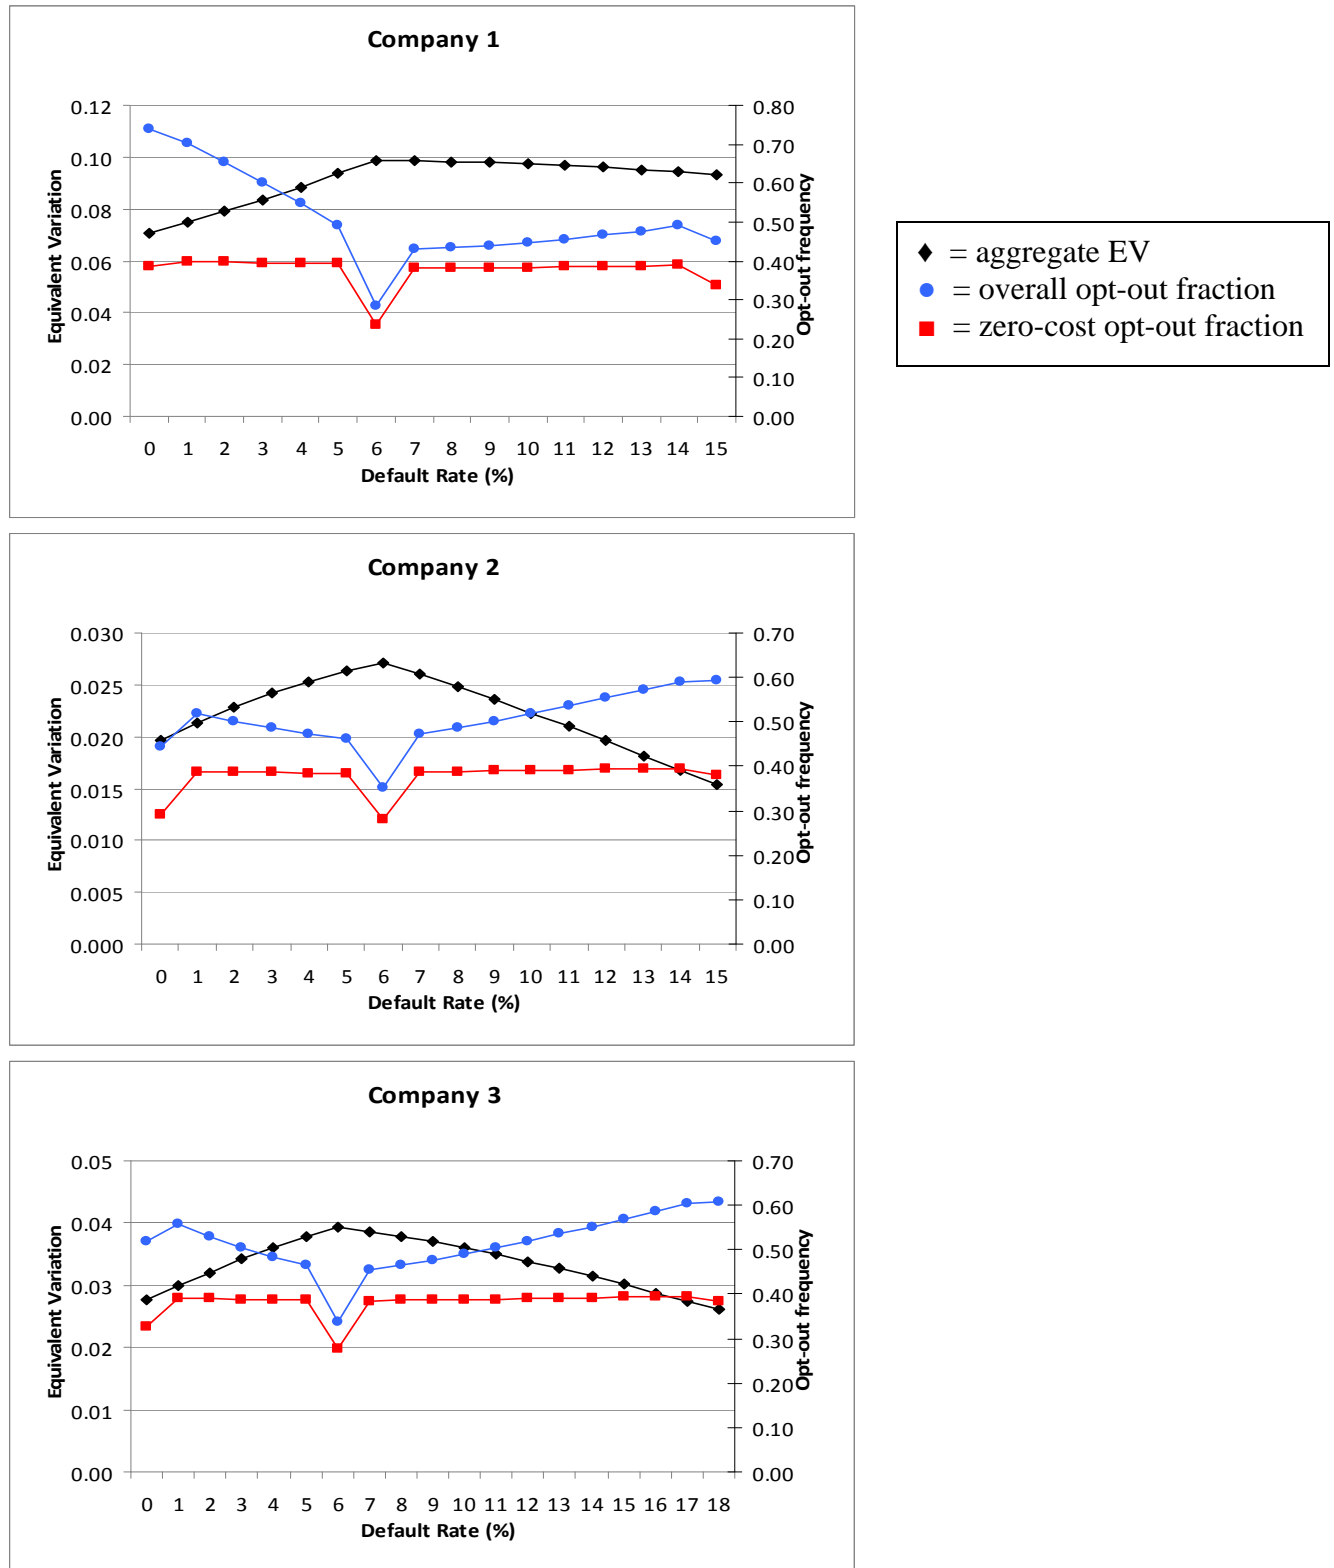 Company 1
0.12
0.10
0.08
0.06
0.04
0.02
0.00
Equivalent Variation
0.80
0.70
0.60
0.50
0.40
0.30
0.20
0.10
0.00
Opt-out frequency
0 1 2 3 4 5 6 7 8 9 10 11 12 13 14 15
Default Rate (%)
= aggregate EV
= overall opt-out fraction
= zero-cost opt-out fraction
Company 2
0.030
0.025
0.020
0.015
0.010
0.005
0.000
Equivalent Variation
0.70
0.60
0.50
0.40
0.30
0.20
0.10
0.00
Opt-out frequency
0 1 2 3 4 5 6 7 8 9 10 11 12 13 14 15
Default Rate (%)
Company 3
0.05
0.04
0.03
0.02
0.01
0.00
Equivalent Variation
0.70
0.60
0.50
0.40
0.30
0.20
0.10
0.00
Opt-out frequency
0 1 2 3 4 5 6 7 8 9 10 11 12 13 14 15 16 17 18
Default Rate (%)